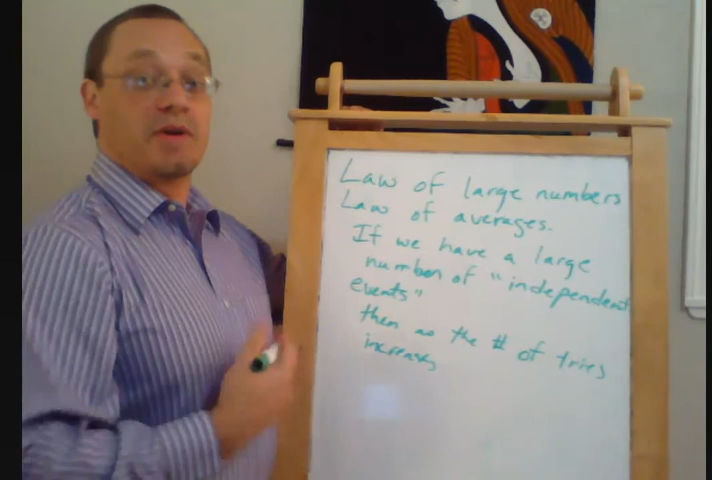 Law of large numbers
Law of averages.
If we have a large
number of "independent
events"
then as the # of tries
increases